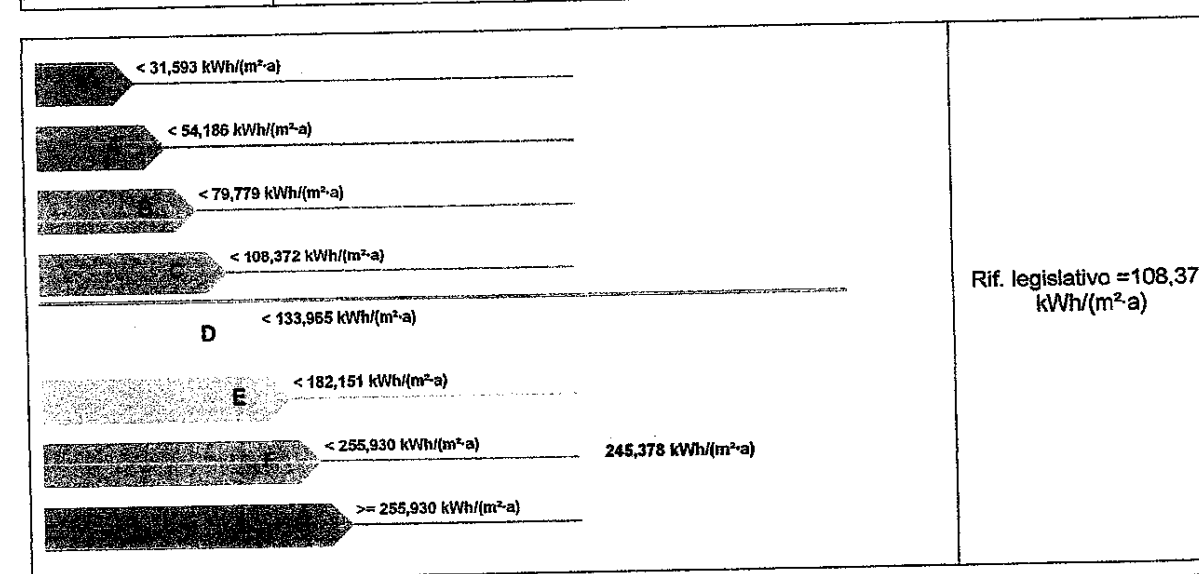 < 31,593 kWh/(m²·a)
< 54,186 kWh/(m²·a)
A
< 79,779 kWh/(m²·a)
B
< 108,372 kWh/(m²·a)
C
< 133,965 kWh/(m²·a)
D
< 182,151 kWh/(m²·a)
E
< 255,930 kWh/(m²·a)
F
245,378 kWh/(m²·a)
>= 255,930 kWh/(m²·a)
Rif. legislativo =108,37
kWh/(m²·a)